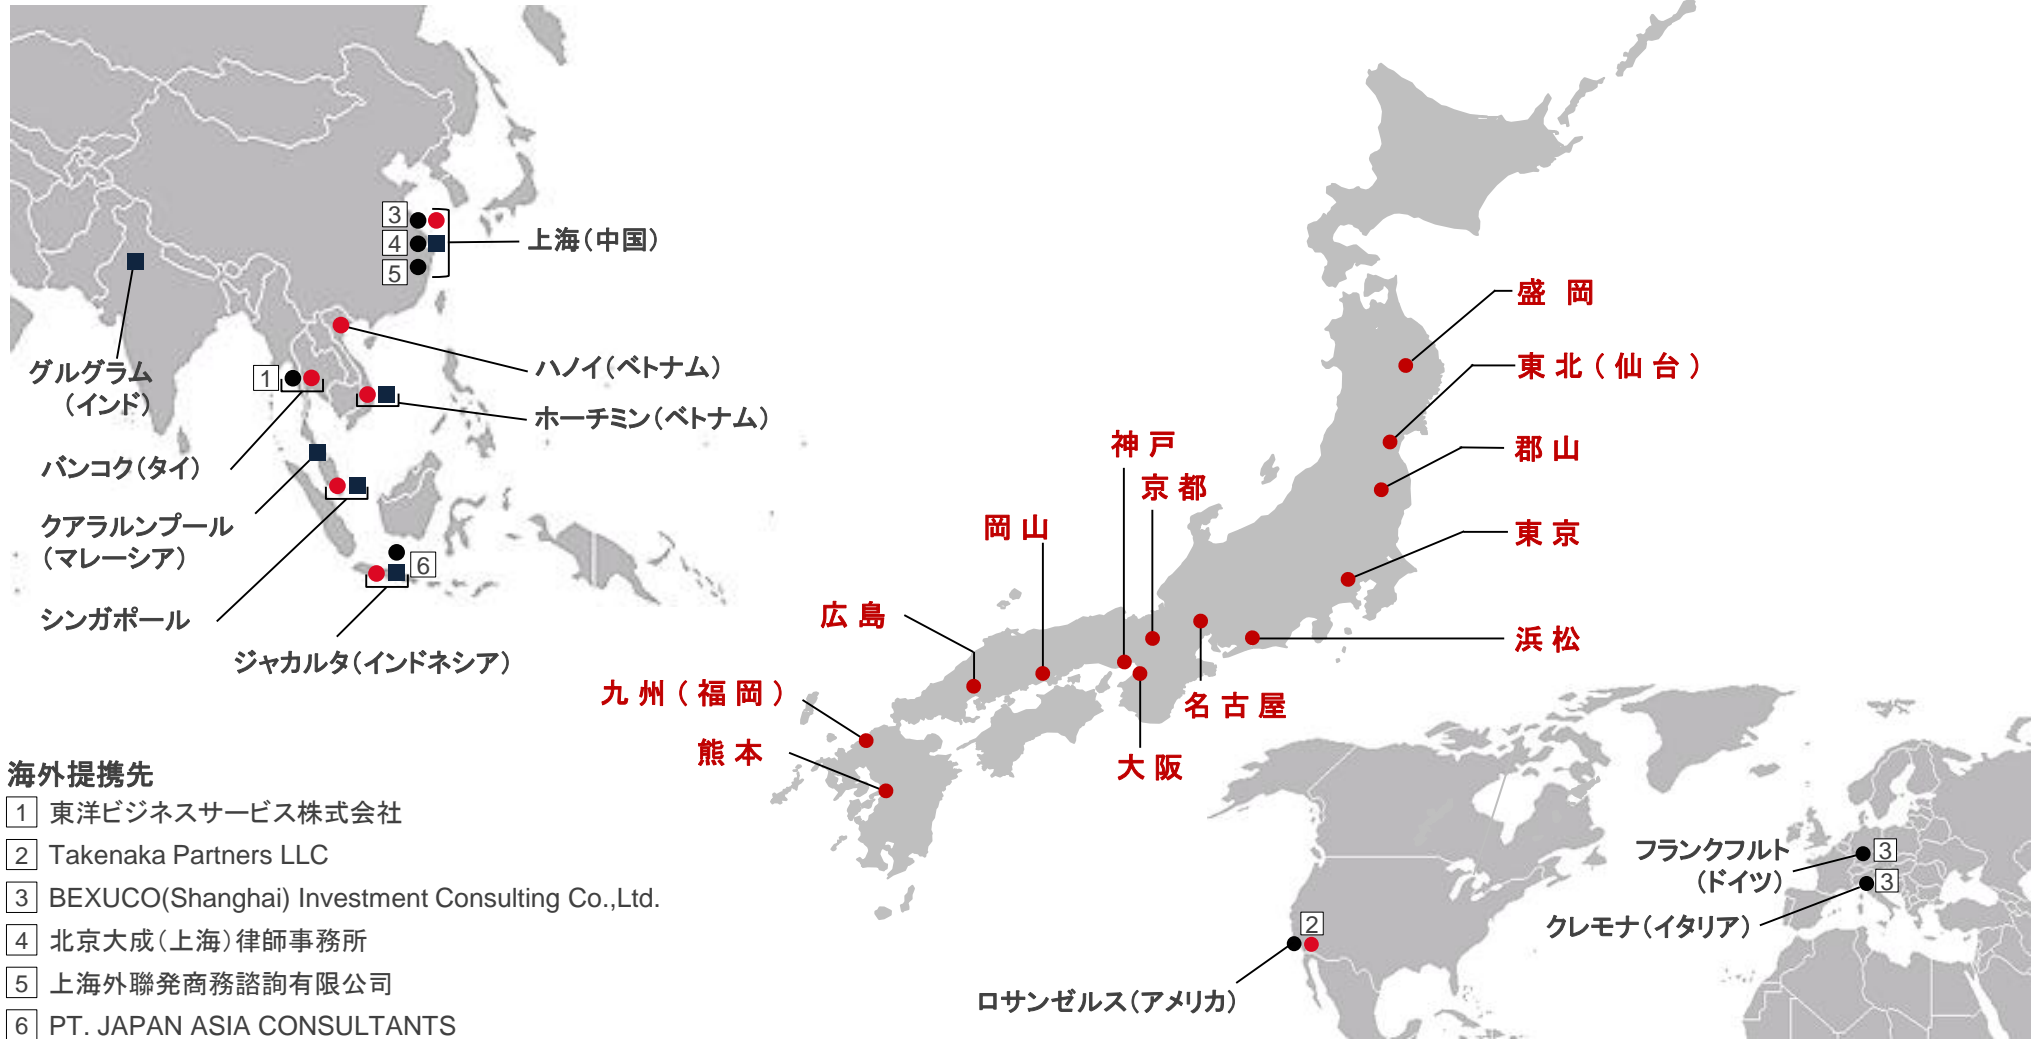 3
4
5
上海（中国）
グルグラム
（インド）
ハノイ（ベトナム）
1
ホーチミン（ベトナム）
バンコク（タイ）
クアラルンプール
（マレーシア）
6
シンガポール
ジャカルタ（インドネシア）
盛 岡
東 北（ 仙 台 ）
郡 山
東 京
浜 松
神 戸
京 都
岡 山
広 島
九 州（ 福 岡 ）
熊 本
名 古 屋
大 阪
海外提携先
1 東洋ビジネスサービス株式会社
2 Takenaka Partners LLC
3 BEXUCO(Shanghai) Investment Consulting Co.,Ltd.
4 北京大成（上海）律師事務所
5 上海外聯発商務諮詢有限公司
6 PT. JAPAN ASIA CONSULTANTS
フランクフルト
（ドイツ）
3
3
クレモナ（イタリア）
2
ロサンゼルス（アメリカ）